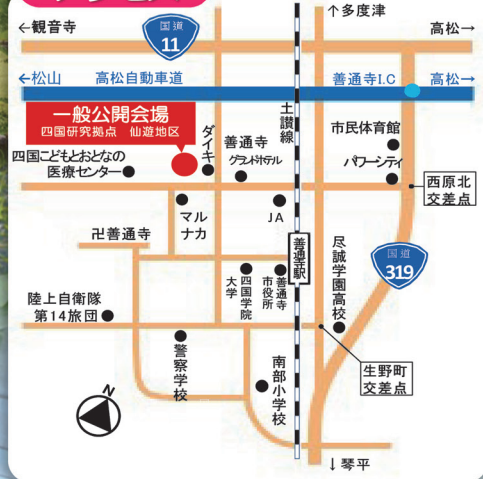 ↑多度津
←観音寺
国道
11
高松→
←松山
高松自動車道
善通寺I.C
高松→
一般公開会場
四国研究拠点 仙遊地区
ダイキ
善通寺
グランドホテル
土讃線
市民体育館
パワーシティ
四国こどもとおとなの
医療センター
西原北
交差点
マル
ナカ
JA
卍善通寺
善通寺駅
尽誠学園高校
国道
319
四国学院
大学
善通寺
市役所
陸上自衛隊
第14旅団
警察学校
南部小学校
生野町
交差点
N
↓琴平